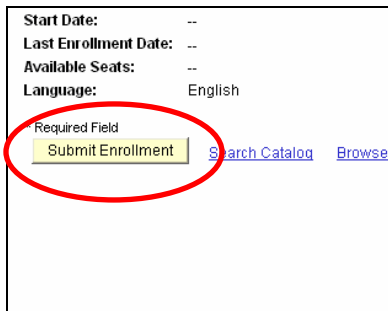 Start Date: --
Last Enrollment Date: --
Available Seats: --
Language: English
* Required Field
Submit Enrollment Search Catalog Browse